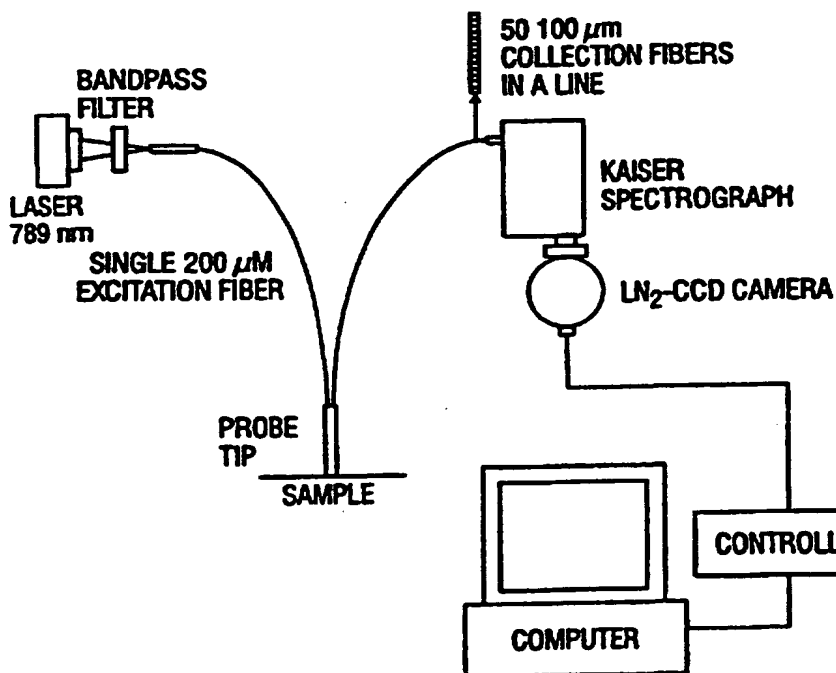 50 100 μm
COLLECTION FIBERS
IN A LINE
BANDPASS
FILTER
LASER
789 nm
KAISER
SPECTROGRAPH
SINGLE 200 μM
EXCITATION FIBER
LN₂-CCD CAMERA
PROBE
TIP
SAMPLE
CONTROLL
COMPUTER